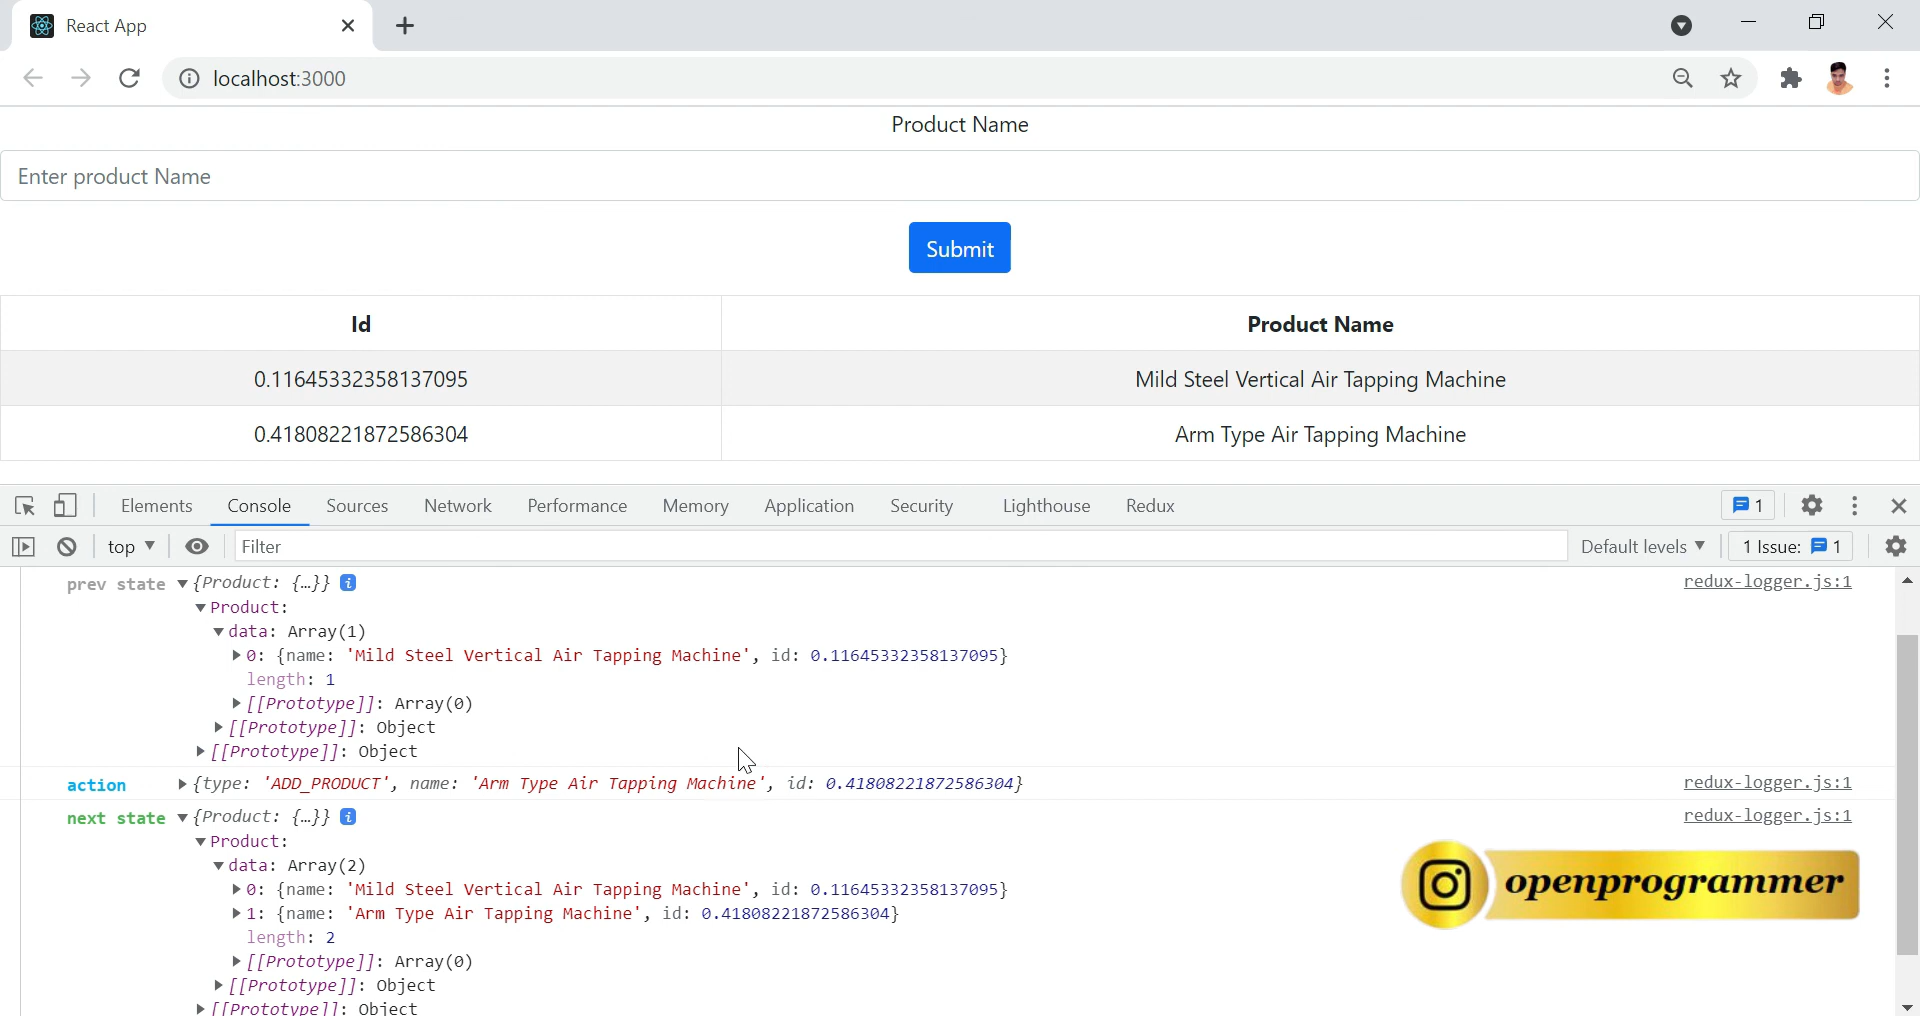 React App
localhost:3000
Product Name
Enter product Name
Submit
Id Product Name
0.11645332358137095 Mild Steel Vertical Air Tapping Machine
0.41808221872586304 Arm Type Air Tapping Machine
Elements Console Sources Network Performance Memory Application Security Lighthouse Redux 1
top Filter Default levels 1 Issue: 1
prev state {Product: {…}} redux-logger.js:1
Product:
data: Array(1)
0: {name: 'Mild Steel Vertical Air Tapping Machine', id: 0.11645332358137095}
length: 1
[[Prototype]]: Array(0)
[[Prototype]]: Object
[[Prototype]]: Object
action {type: 'ADD_PRODUCT', name: 'Arm Type Air Tapping Machine', id: 0.41808221872586304} redux-logger.js:1
next state {Product: {…}} redux-logger.js:1
Product:
data: Array(2)
0: {name: 'Mild Steel Vertical Air Tapping Machine', id: 0.11645332358137095}
1: {name: 'Arm Type Air Tapping Machine', id: 0.41808221872586304}
length: 2
[[Prototype]]: Array(0)
[[Prototype]]: Object
[[Prototype]]: Object
openprogrammer